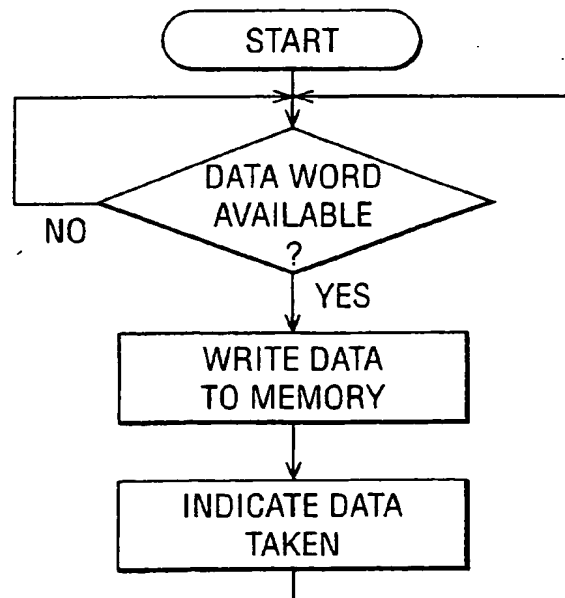 START
DATA WORD
AVAILABLE
?
NO
YES
WRITE DATA
TO MEMORY
INDICATE DATA
TAKEN